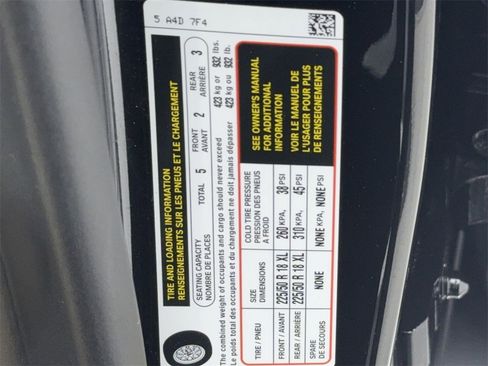 5 A4D 7F4
TIRE AND LOADING INFORMATION
RENSEIGNEMENTS SUR LES PNEUS ET LE CHARGEMENT
SEATING CAPACITY
NOMBRE DE PLACES
TOTAL 5
FRONT
AVANT 2
REAR
ARRIÈRE 3
The combined weight of occupants and cargo should never exceed 423 kg or 932 lbs.
Le poids total des occupants et du chargement ne doit jamais dépasser 423 kg ou 932 lb.
TIRE / PNEU
SIZE
DIMENSIONS
COLD TIRE PRESSURE
PRESSION DES PNEUS
À FROID
FRONT / AVANT 225/50 R 18 XL 260 KPA, 38 PSI
REAR / ARRIÈRE 225/50 R 18 XL 310 KPA, 45 PSI
SPARE
DE SECOURS NONE NONE KPA, NONE PSI
SEE OWNER'S MANUAL
FOR ADDITIONAL
INFORMATION
VOIR LE MANUEL DE
L'USAGER POUR PLUS
DE RENSEIGNEMENTS